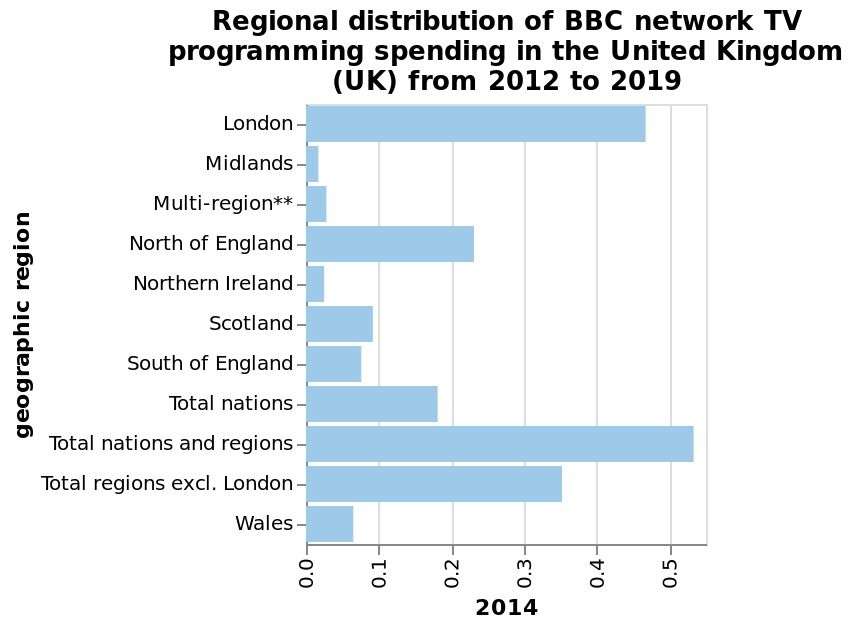 Regional distribution of BBC network TV
programming spending in the United Kingdom
(UK) from 2012 to 2019
geographic region
London
Midlands
Multi-region**
North of England
Northern Ireland
Scotland
South of England
Total nations
Total nations and regions
Total regions excl. London
Wales
0.0 0.1 0.2 0.3 0.4 0.5
2014